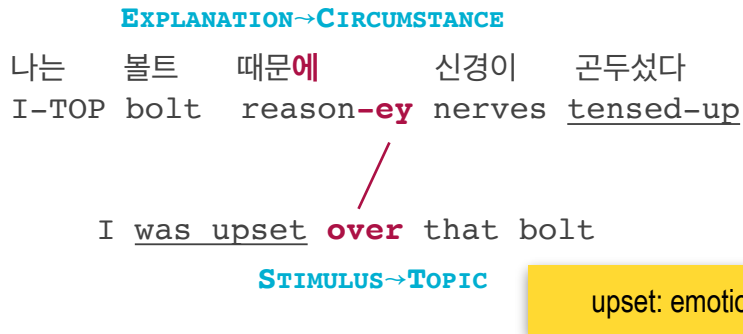 EXPLANATION→CIRCUMSTANCE
나는 볼트 때문에 신경이 곤두섰다
I-TOP bolt reason-ey nerves tensed-up
I was upset over that bolt
STIMULUS→TOPIC
upset: